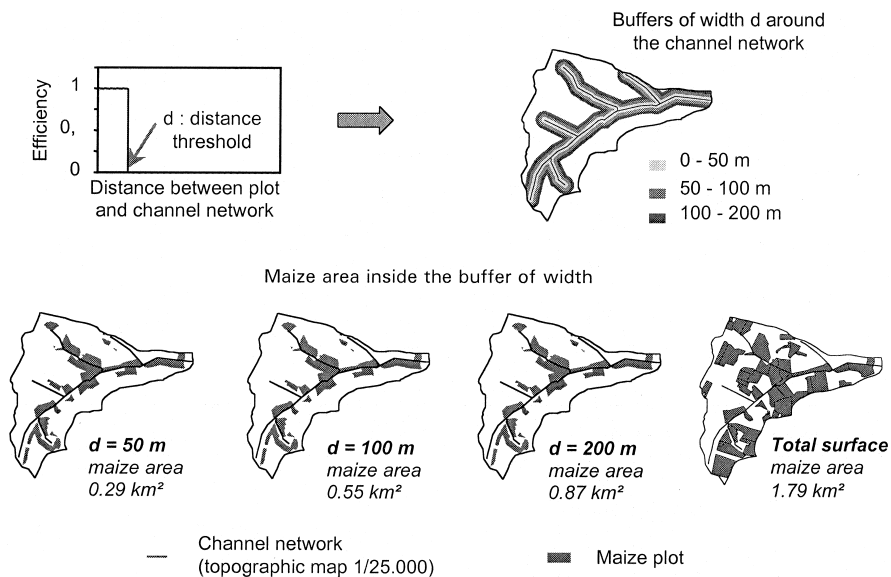 Buffers of width d around
the channel network
Efficiency
1
0,
0
d : distance
threshold
Distance between plot
and channel network
0 - 50 m
50 - 100 m
100 - 200 m
Maize area inside the buffer of width
d = 50 m
maize area
0.29 km²
d = 100 m
maize area
0.55 km²
d = 200 m
maize area
0.87 km²
Total surface
maize area
1.79 km²
Channel network
(topographic map 1/25.000)
Maize plot